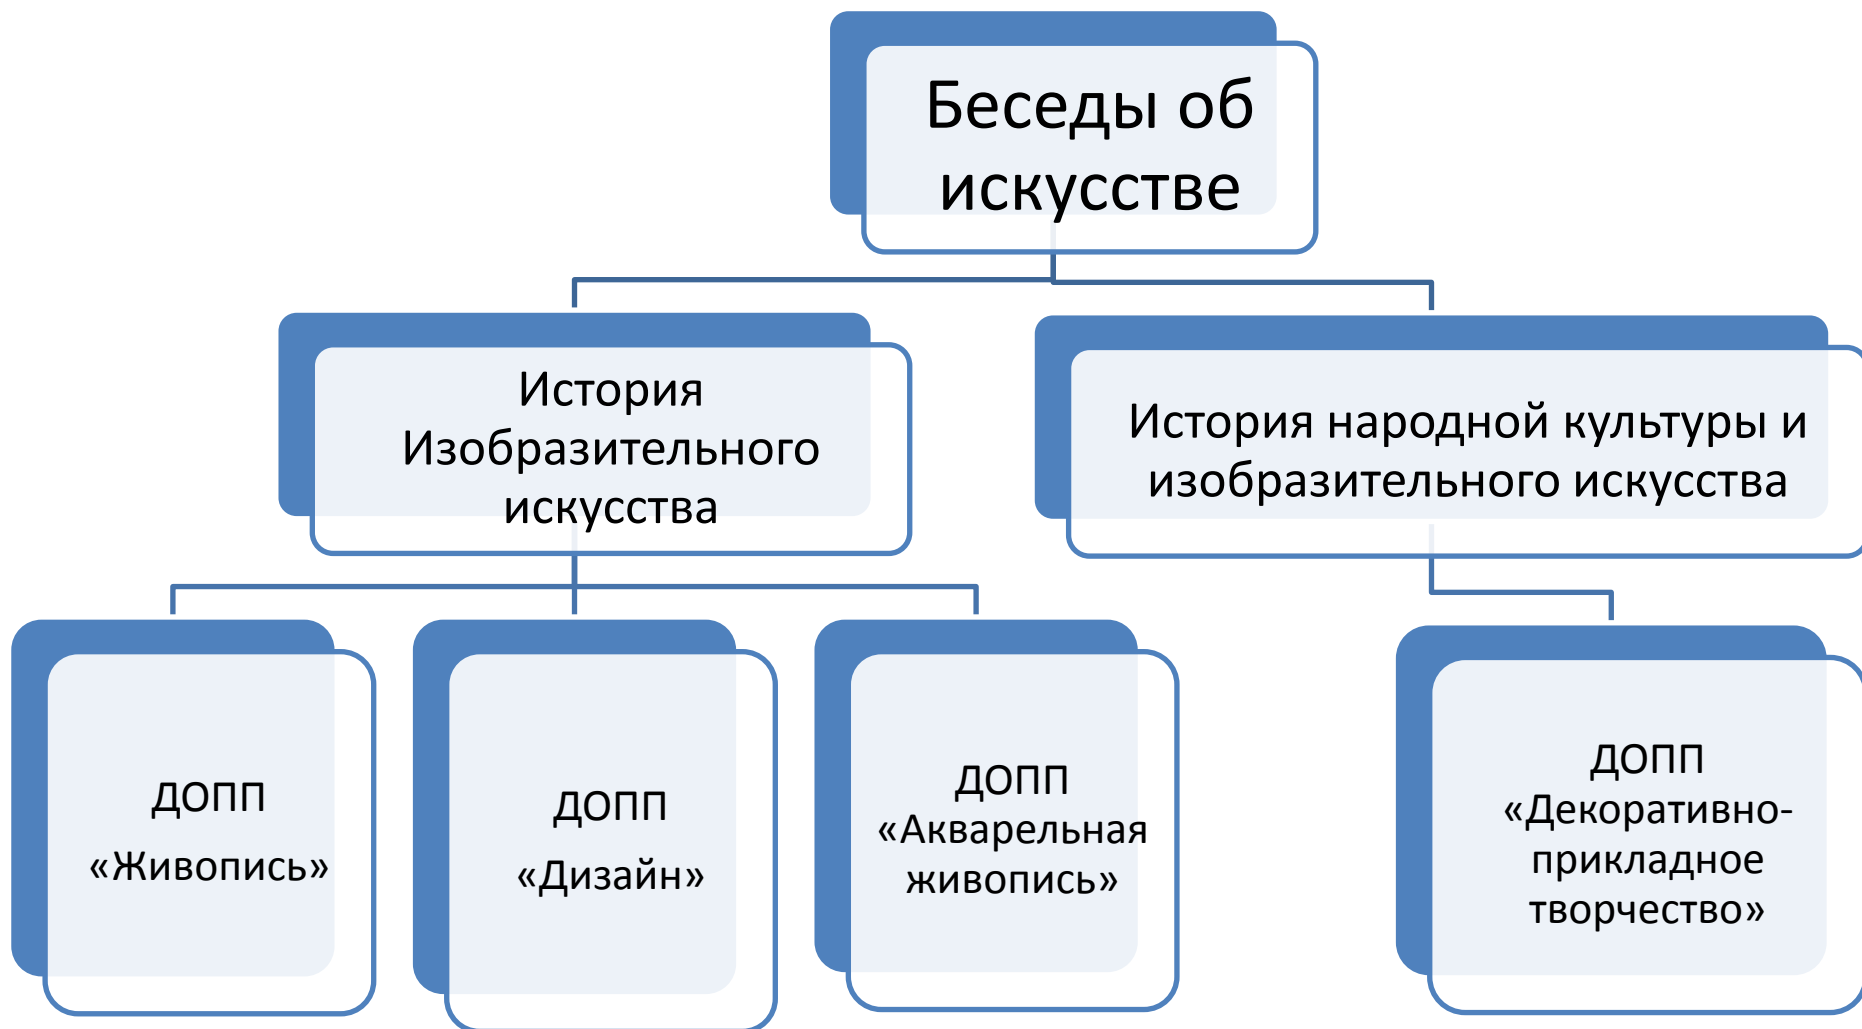 Беседы об
искусстве
История
Изобразительного
искусства
История народной культуры и
изобразительного искусства
ДОПП
«Живопись»
ДОПП
«Дизайн»
ДОПП
«Акварельная
живопись»
ДОПП
«Декоративно-
прикладное
творчество»